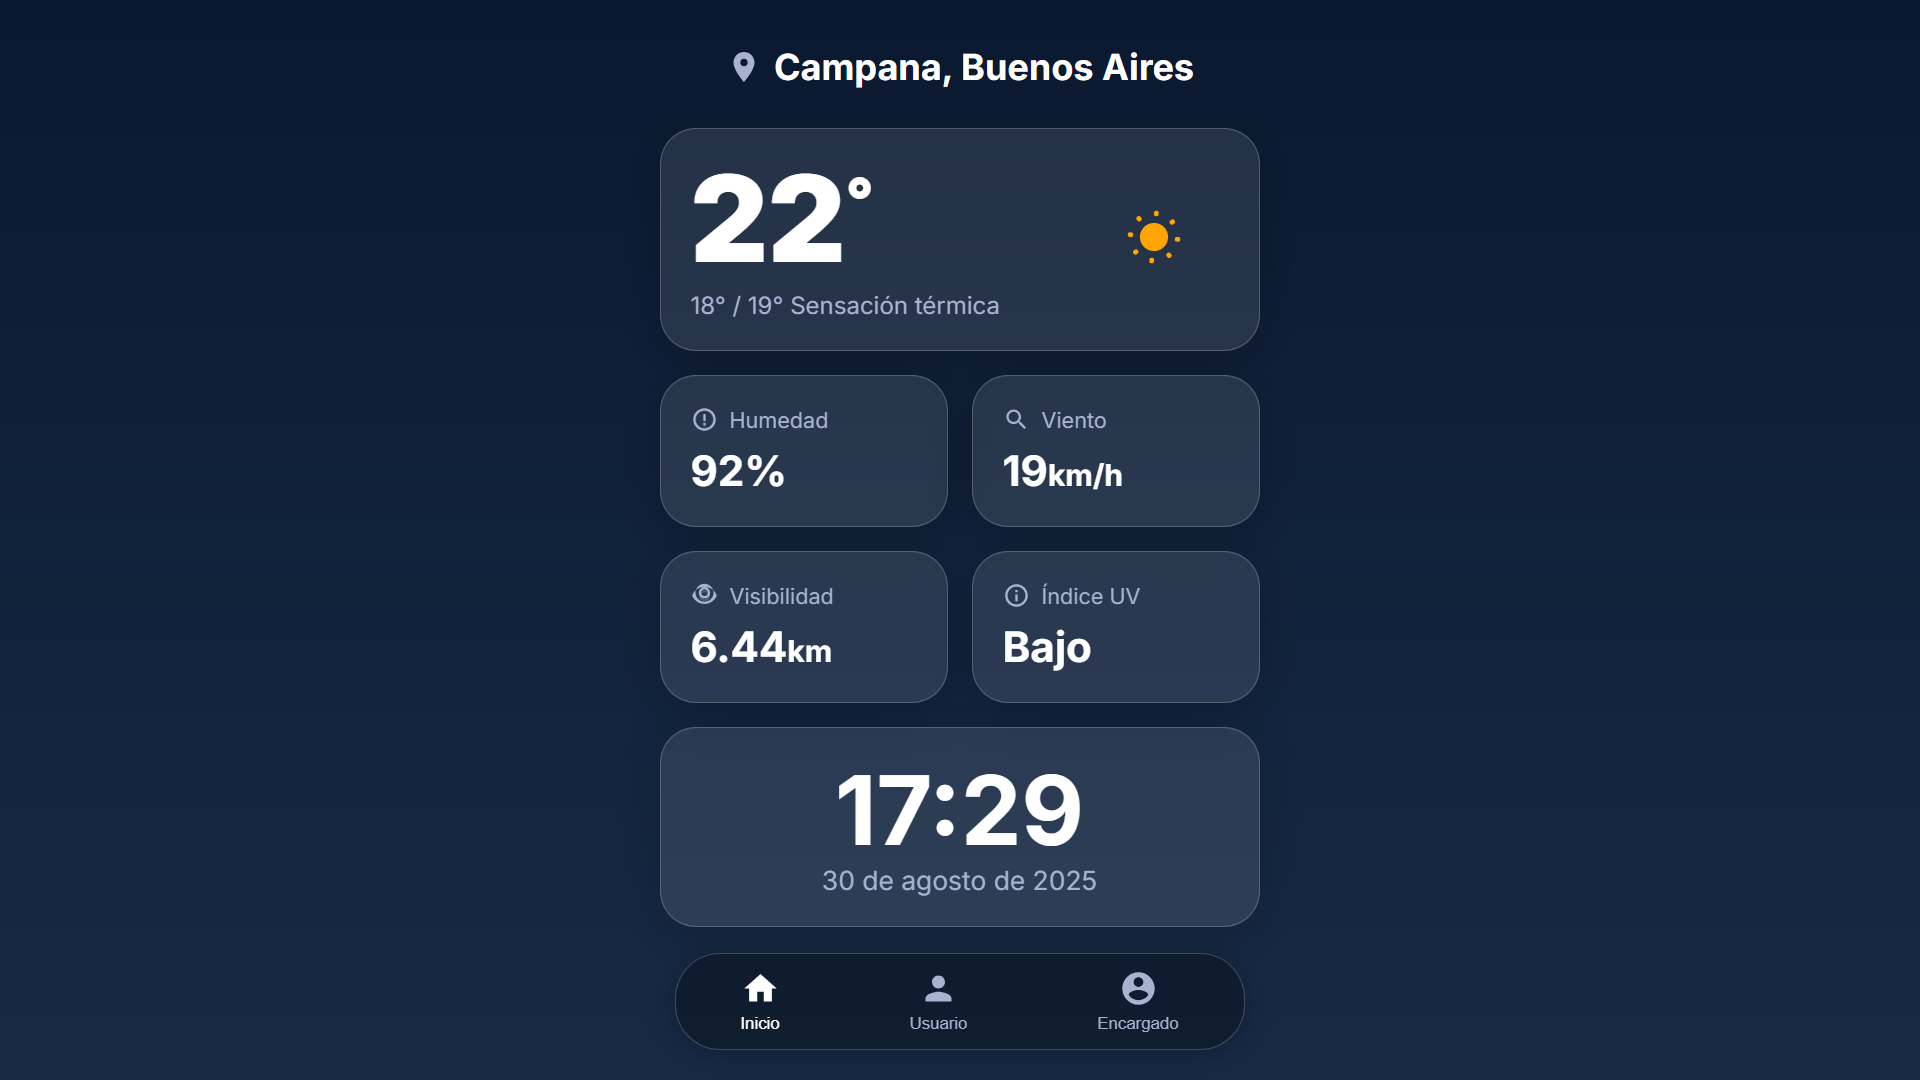 Campana, Buenos Aires
22°
18° / 19° Sensación térmica
Humedad
92%
Viento
19km/h
Visibilidad
6.44km
Índice UV
Bajo
17:29
30 de agosto de 2025
Inicio
Usuario
Encargado